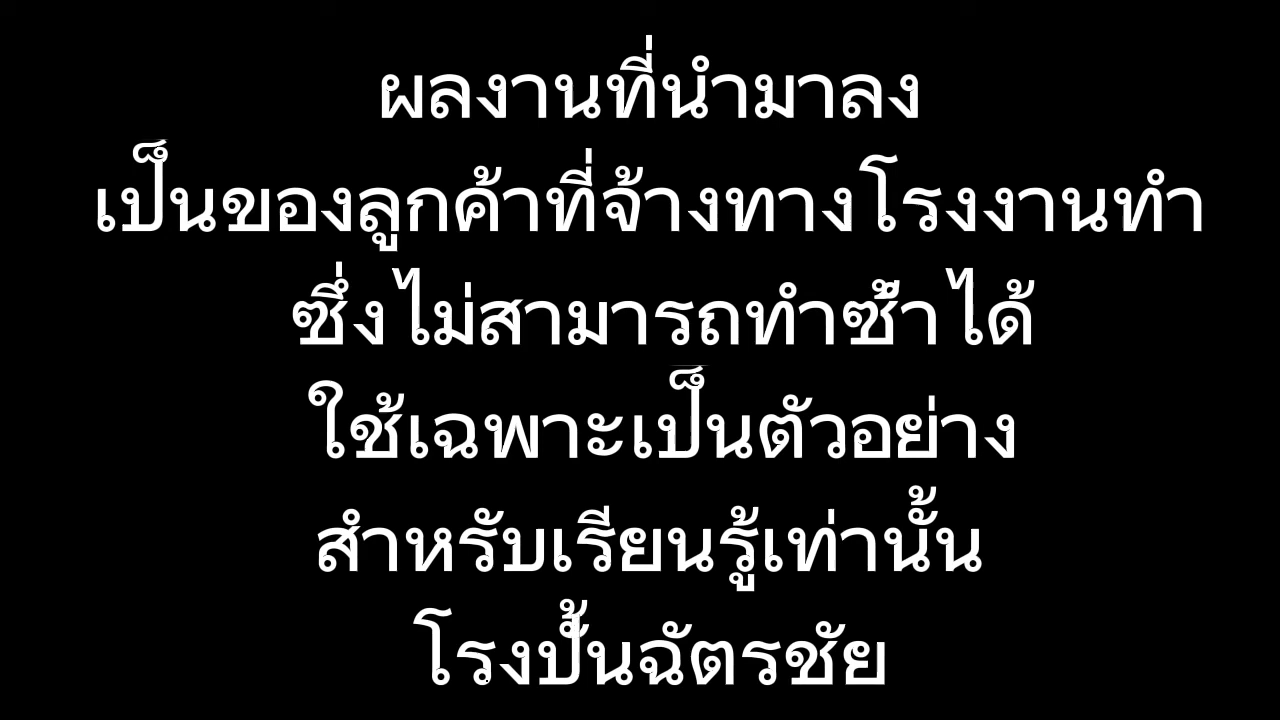 ผลงานที่นำมาลง
เป็นของลูกค้าที่จ้างทางโรงงานทำ
ซึ่งไม่สามารถทำซ้ำได้
ใช้เฉพาะเป็นตัวอย่าง
สำหรับเรียนรู้เท่านั้น
โรงปั้นฉัตรชัย